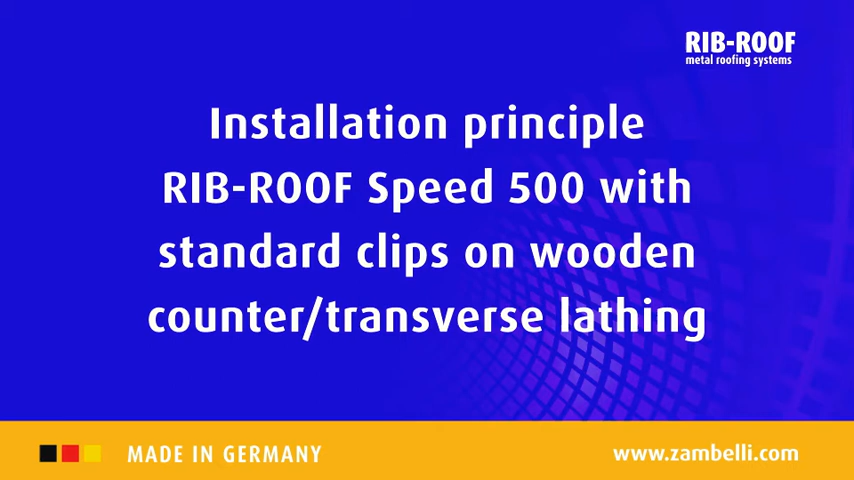 RIB-ROOF
metal roofing systems
Installation principle
RIB-ROOF Speed 500 with
standard clips on wooden
counter/transverse lathing
MADE IN GERMANY
www.zambelli.com